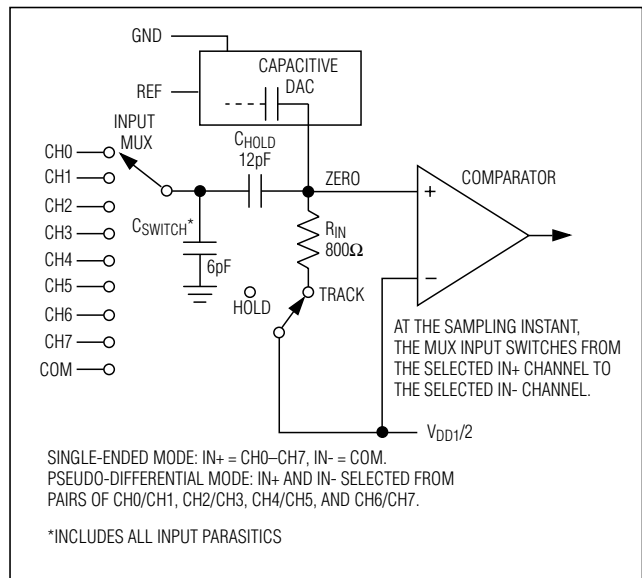 GND
CAPACITIVE
DAC
REF
INPUT
MUX
CHOLD
12pF
CH0
CH1
CH2
CH3
CH4
CH5
CH6
CH7
COM
ZERO
COMPARATOR
+
−
CSWITCH*
6pF
RIN
800Ω
HOLD
TRACK
AT THE SAMPLING INSTANT,
THE MUX INPUT SWITCHES FROM
THE SELECTED IN+ CHANNEL TO
THE SELECTED IN- CHANNEL.
VDD1/2
SINGLE-ENDED MODE: IN+ = CH0–CH7, IN- = COM.
PSEUDO-DIFFERENTIAL MODE: IN+ AND IN- SELECTED FROM
PAIRS OF CH0/CH1, CH2/CH3, CH4/CH5, AND CH6/CH7.
*INCLUDES ALL INPUT PARASITICS